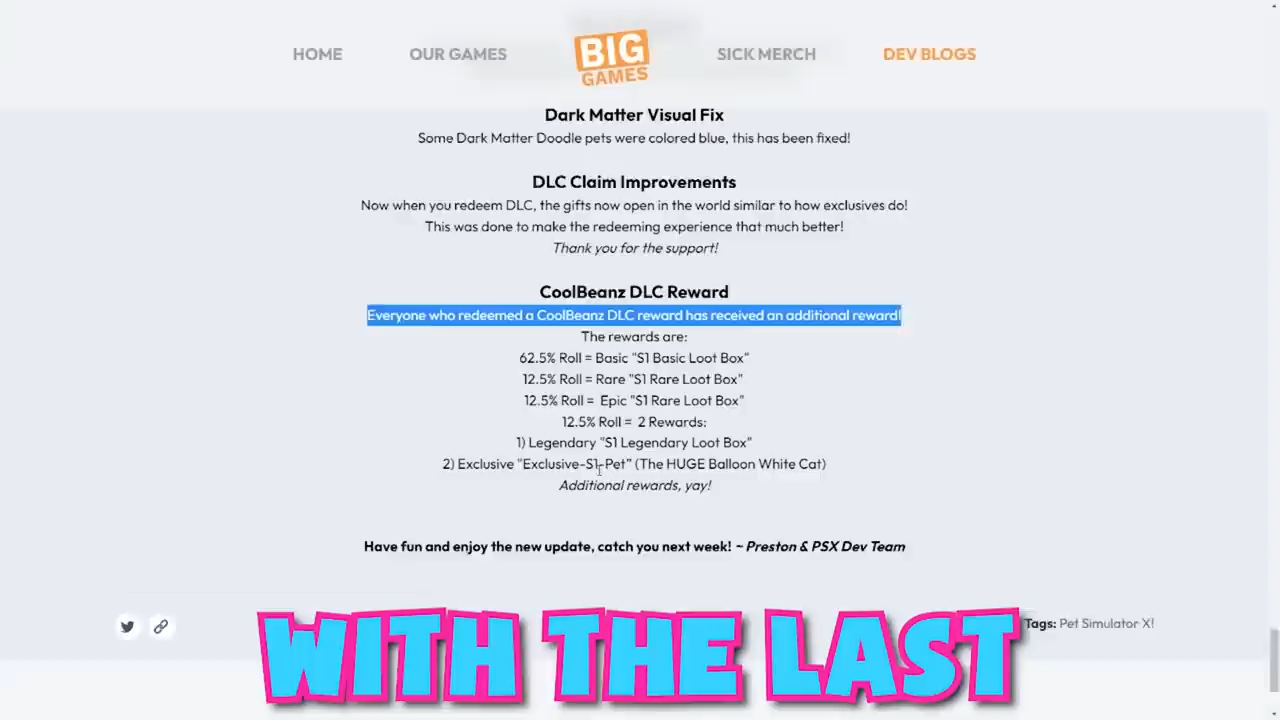 HOME
OUR GAMES
BIG
GAMES
SICK MERCH
DEV BLOGS
Dark Matter Visual Fix
Some Dark Matter Doodle pets were colored blue, this has been fixed!
DLC Claim Improvements
Now when you redeem DLC, the gifts now open in the world similar to how exclusives do!
This was done to make the redeeming experience that much better!
Thank you for the support!
CoolBeanz DLC Reward
Everyone who redeemed a CoolBeanz DLC reward has received an additional reward!
The rewards are:
62.5% Roll = Basic "S1 Basic Loot Box"
12.5% Roll = Rare "S1 Rare Loot Box"
12.5% Roll = Epic "S1 Rare Loot Box"
12.5% Roll = 2 Rewards:
1) Legendary "S1 Legendary Loot Box"
2) Exclusive "Exclusive-S1-Pet" (The HUGE Balloon White Cat)
Additional rewards, yay!
Have fun and enjoy the new update, catch you next week! ~ Preston & PSX Dev Team
Tags: Pet Simulator X!
WITH THE LAST